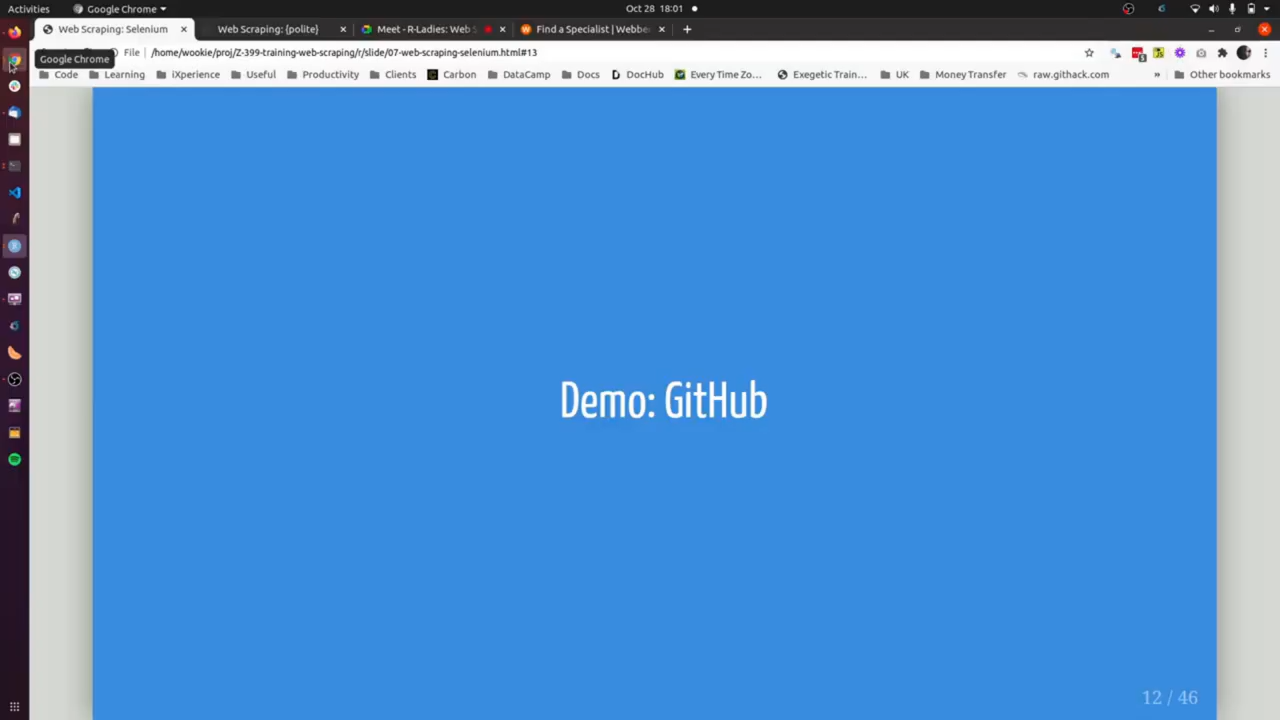 Activities
Google Chrome
Oct 28 18:01
Web Scraping: Selenium
Web Scraping: {polite}
Meet - R-Ladies: Web S
Find a Specialist | Webbe
File
/home/wookie/proj/Z-399-training-web-scraping/r/slide/07-web-scraping-selenium.html#13
Google Chrome
Code
Learning
iXperience
Useful
Productivity
Clients
Carbon
DataCamp
Docs
DocHub
Every Time Zo...
Exegetic Train...
UK
Money Transfer
raw.githack.com
»
Other bookmarks
Demo: GitHub
12 / 46